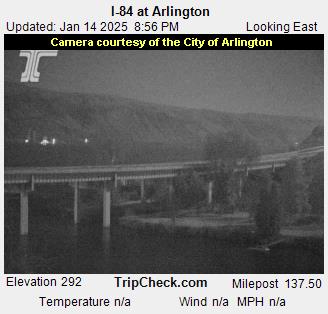 I-84 at Arlington
Updated: Jan 14 2025 8:56 PM Looking East
Camera courtesy of the City of Arlington
Elevation 292 TripCheck.com Milepost 137.50
Temperature n/a Wind n/a MPH n/a